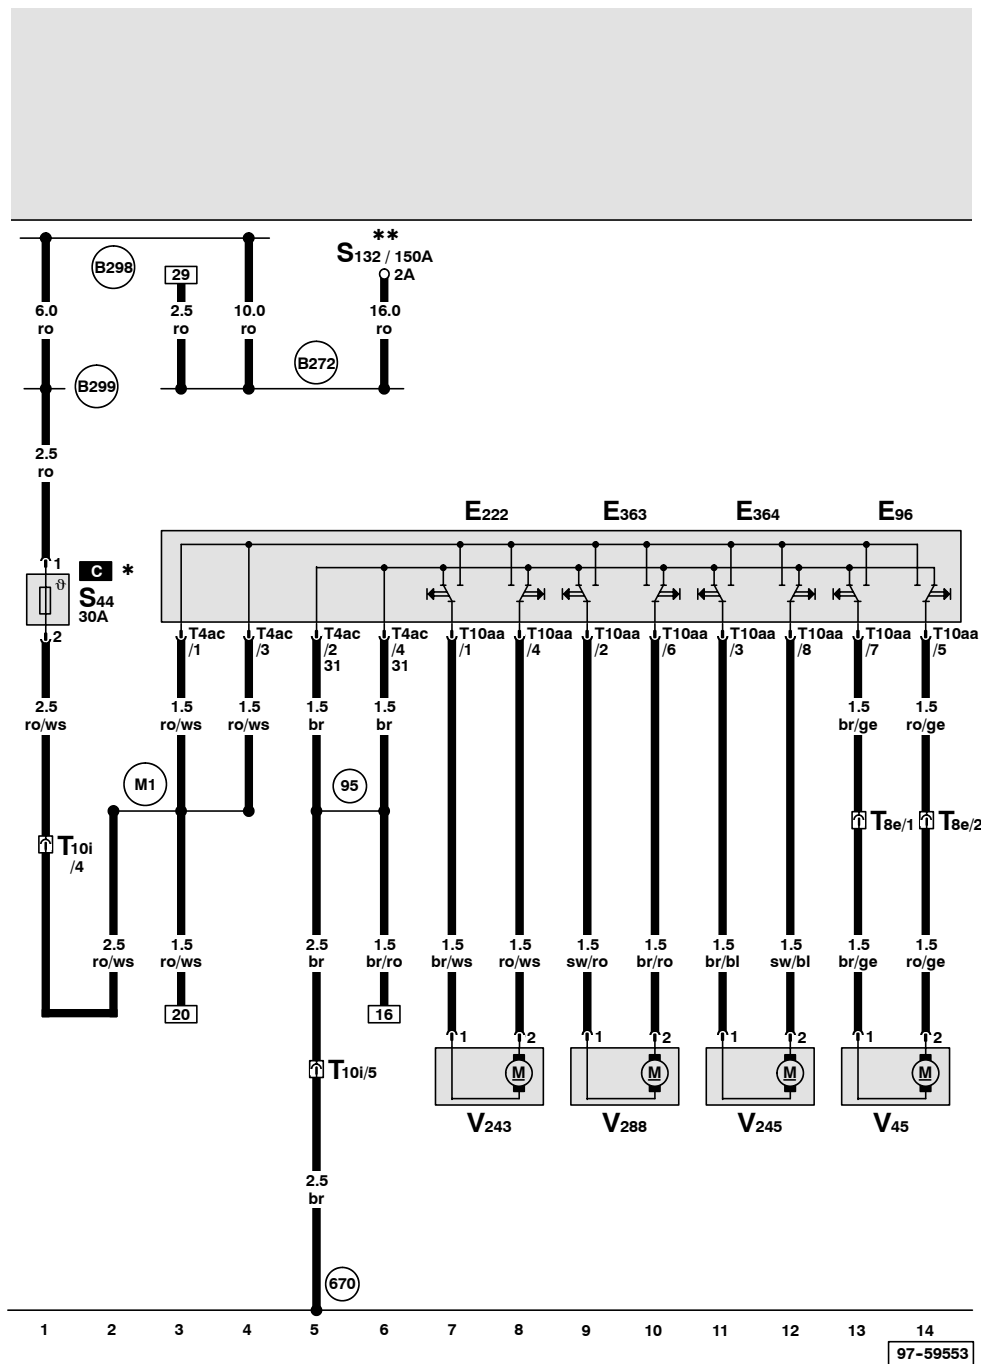 **
S132 / 150A
B298
29
2A
6.0
ro
2.5
ro
10.0
ro
16.0
ro
B272
B299
2.5
ro
E222
E363
E364
E96
1
C *
ϑ
S44
30A
2
T4ac
/1
T4ac
/3
T4ac
/2
31
T4ac
/4
31
T10aa
/1
T10aa
/4
T10aa
/2
T10aa
/6
T10aa
/3
T10aa
/8
T10aa
/7
T10aa
/5
2.5
ro/ws
1.5
ro/ws
1.5
ro/ws
1.5
br
1.5
br
1.5
br/ge
1.5
ro/ge
M1
95
T8e/1
T8e/2
T10i
/4
2.5
ro/ws
1.5
ro/ws
2.5
br
1.5
br/ro
1.5
br/ws
1.5
ro/ws
1.5
sw/ro
1.5
br/ro
1.5
br/bl
1.5
sw/bl
1.5
br/ge
1.5
ro/ge
20
16
1 2 1 2 1 2 1 2
T10i/5
M M M M
V243
V288
V245
V45
2.5
br
670
1 2 3 4 5 6 7 8 9 10 11 12 13 14
97-59553